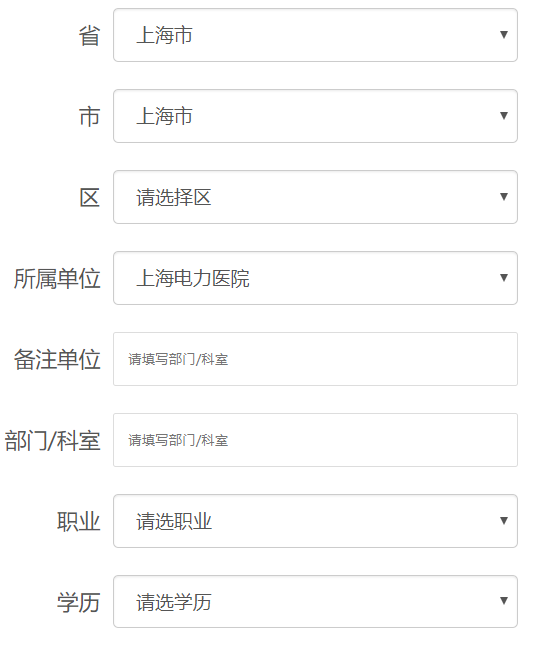 省 上海市
市 上海市
区 请选择区
所属单位 上海电力医院
备注单位 请填写部门/科室
部门/科室 请填写部门/科室
职业 请选职业
学历 请选学历